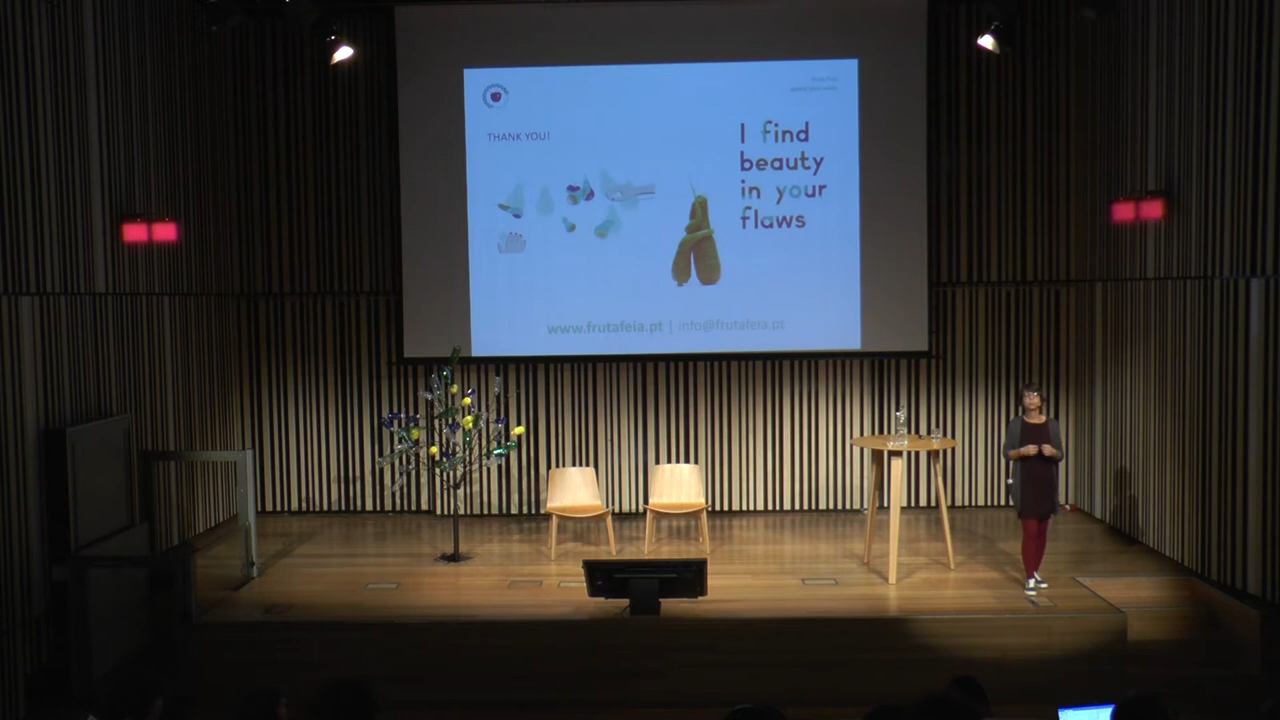 THANK YOU!
I find
beauty
in your
flaws
www.frutafeia.pt | info@frutafeia.pt